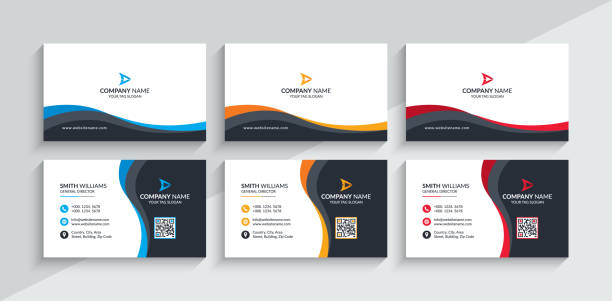 COMPANY NAME
YOUR TAG SLOGAN
www.websitename.com
COMPANY NAME
YOUR TAG SLOGAN
www.websitename.com
COMPANY NAME
YOUR TAG SLOGAN
www.websitename.com
SMITH WILLIAMS
GENERAL DIRECTOR
+000 1234 5678
+000 1234 5678
info@yourwebsitename.com
www.websitename.com
Country, City, Area
Street, Building, Zip Code
COMPANY NAME
YOUR TAG SLOGAN
SMITH WILLIAMS
GENERAL DIRECTOR
+000 1234 5678
+000 1234 5678
info@yourwebsitename.com
www.websitename.com
Country, City, Area
Street, Building, Zip Code
COMPANY NAME
YOUR TAG SLOGAN
SMITH WILLIAMS
GENERAL DIRECTOR
+000 1234 5678
+000 1234 5678
info@yourwebsitename.com
www.websitename.com
Country, City, Area
Street, Building, Zip Code
COMPANY NAME
YOUR TAG SLOGAN